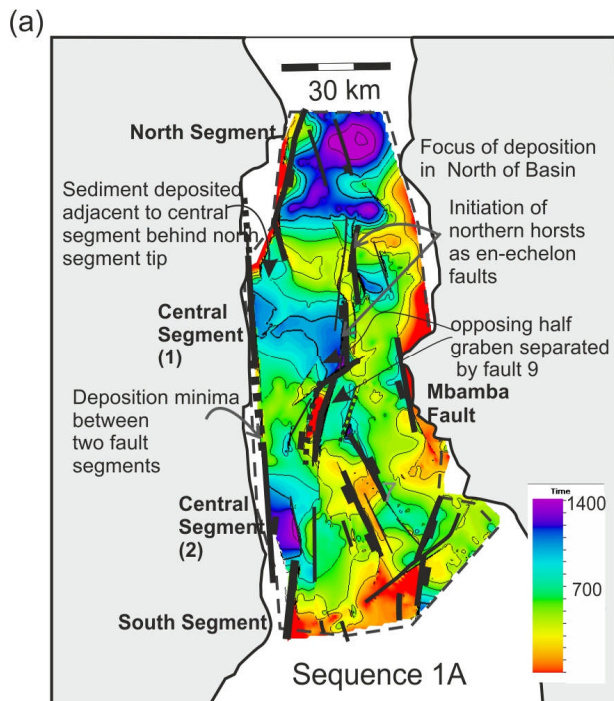 (a)
30 km
North Segment
Focus of deposition
in North of Basin
Sediment deposited
adjacent to central
segment behind north
segment tip
Initiation of
northern horsts
as en-echelon
faults
Central
Segment
(1)
opposing half
graben separated
by fault 9
Mbamba
Fault
Deposition minima
between
two fault
segments
Central
Segment
(2)
South Segment
Time
1400
700
Sequence 1A